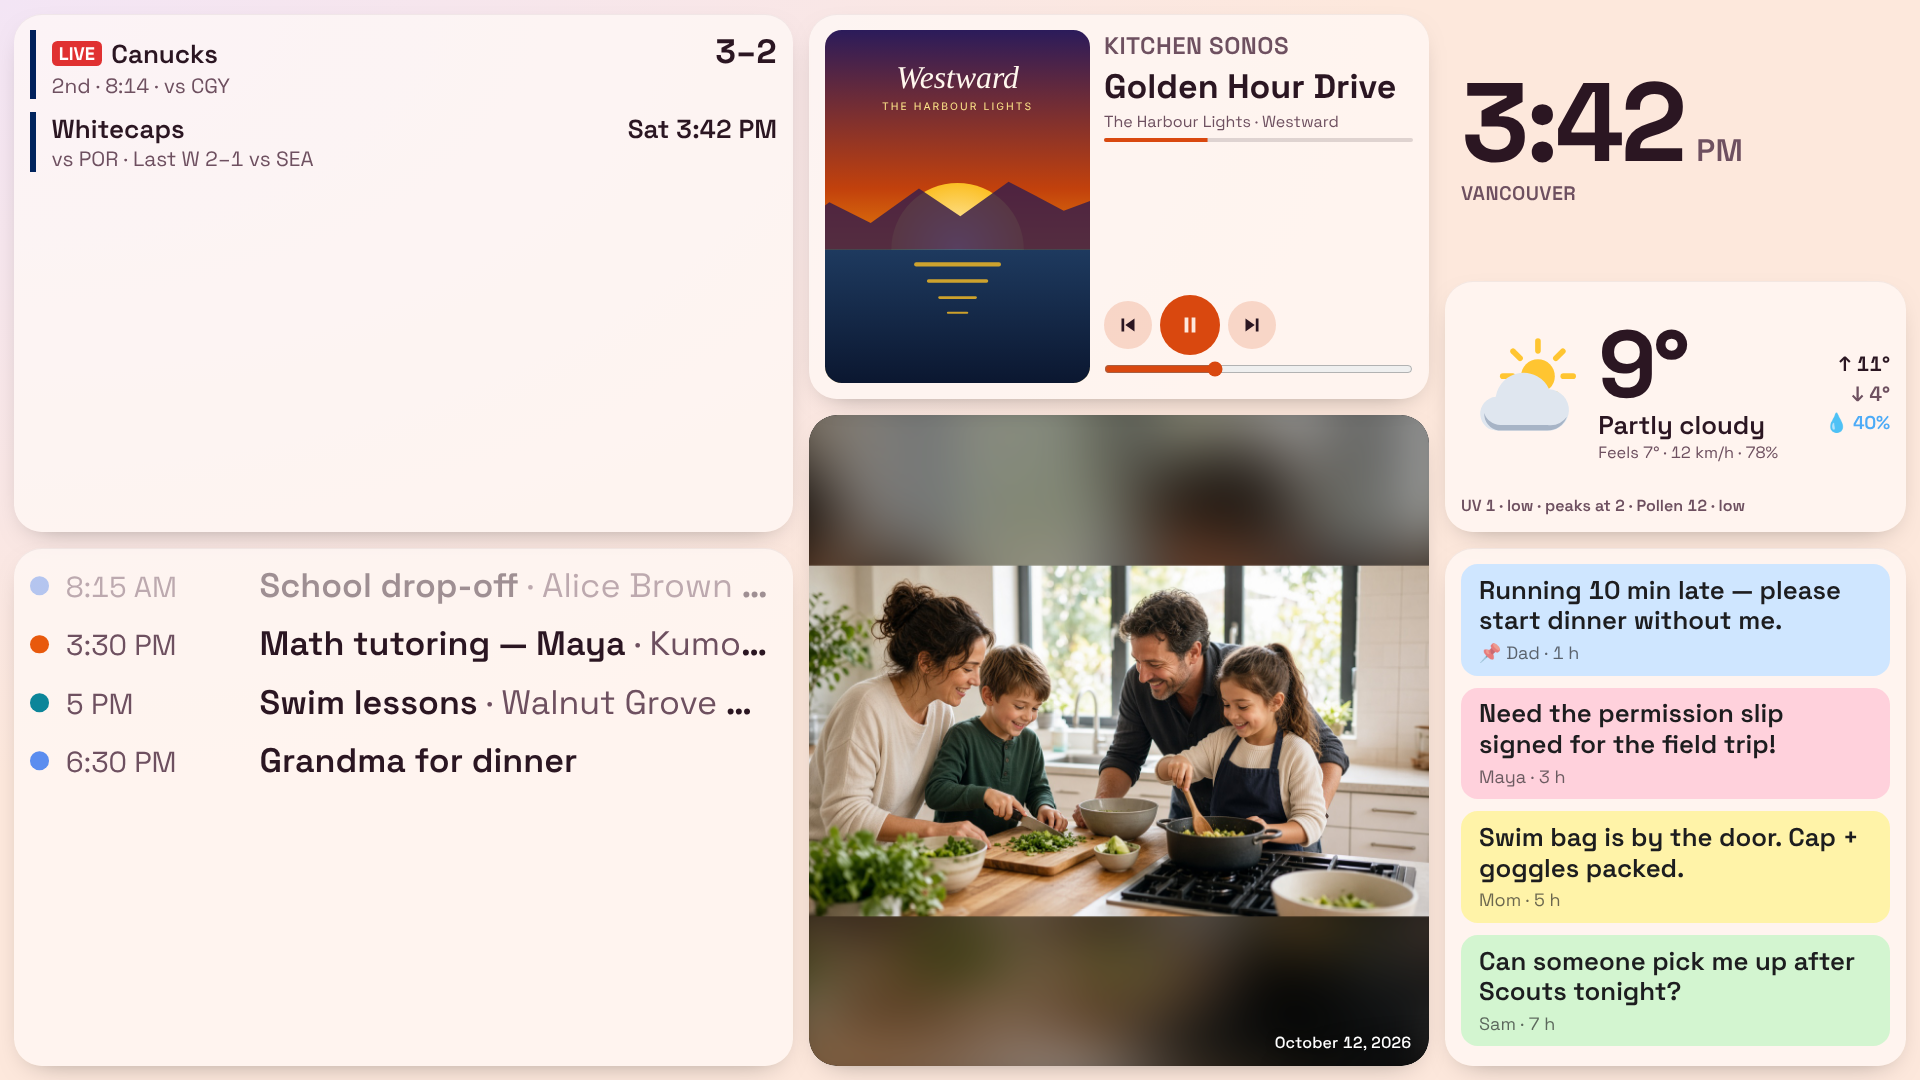 LIVE Canucks 3–2
2nd · 8:14 · vs CGY
Whitecaps Sat 3:42 PM
vs POR · Last W 2–1 vs SEA
8:15 AM School drop-off · Alice Brown ...
3:30 PM Math tutoring — Maya · Kumo...
5 PM Swim lessons · Walnut Grove ...
6:30 PM Grandma for dinner
Westward
THE HARBOUR LIGHTS
KITCHEN SONOS
Golden Hour Drive
The Harbour Lights · Westward
October 12, 2026
3:42 PM
VANCOUVER
9°
Partly cloudy
Feels 7° · 12 km/h · 78%
↑ 11°
↓ 4°
💧 40%
UV 1 · low · peaks at 2 · Pollen 12 · low
Running 10 min late — please
start dinner without me.
📌 Dad · 1 h
Need the permission slip
signed for the field trip!
Maya · 3 h
Swim bag is by the door. Cap +
goggles packed.
Mom · 5 h
Can someone pick me up after
Scouts tonight?
Sam · 7 h